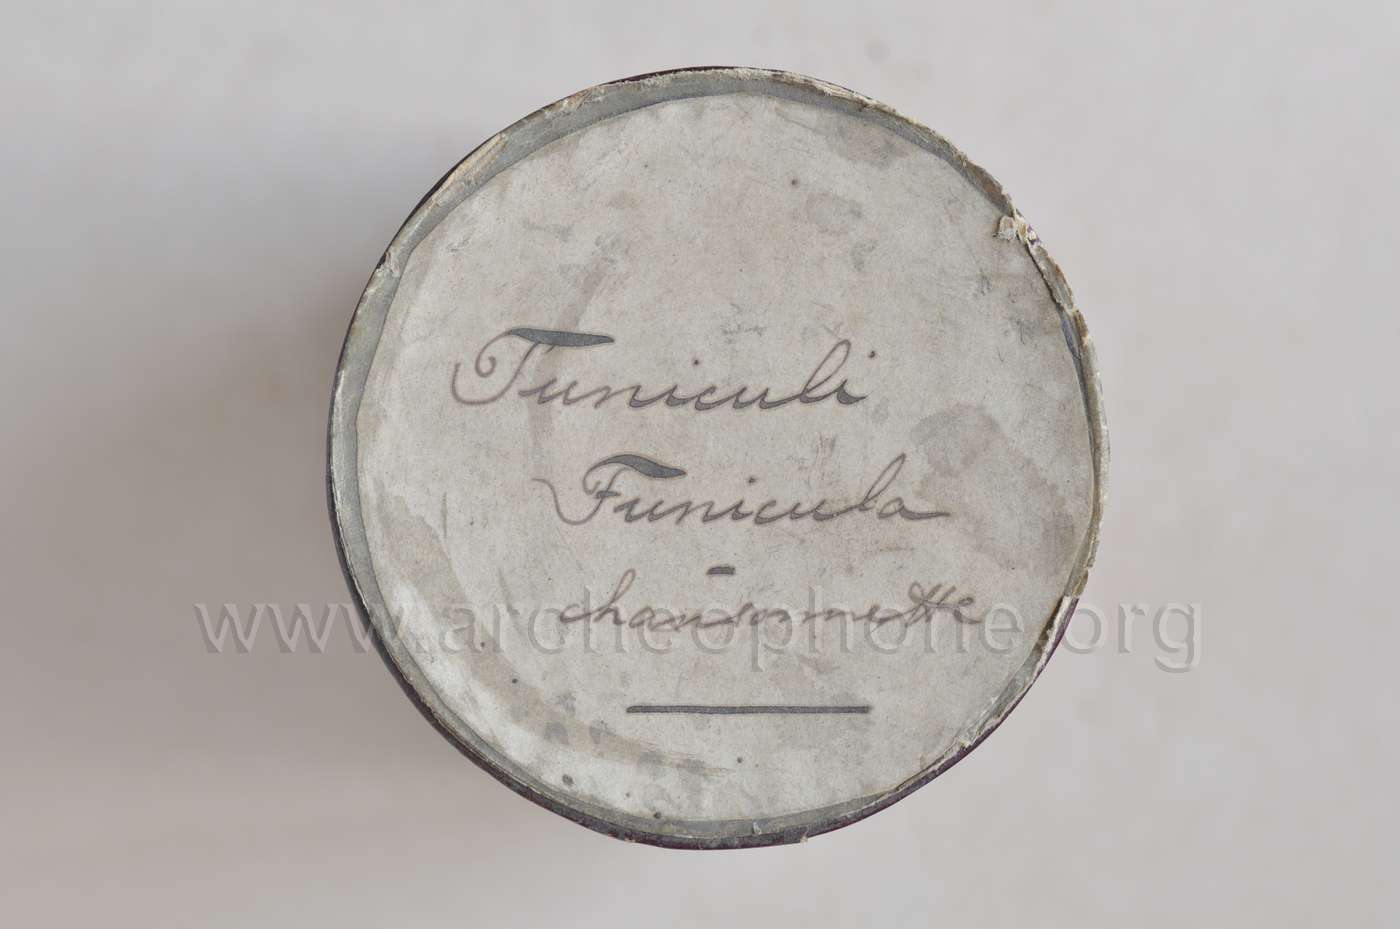 Funiculi
Funicula
-
chansonnette
www.archeophone.org